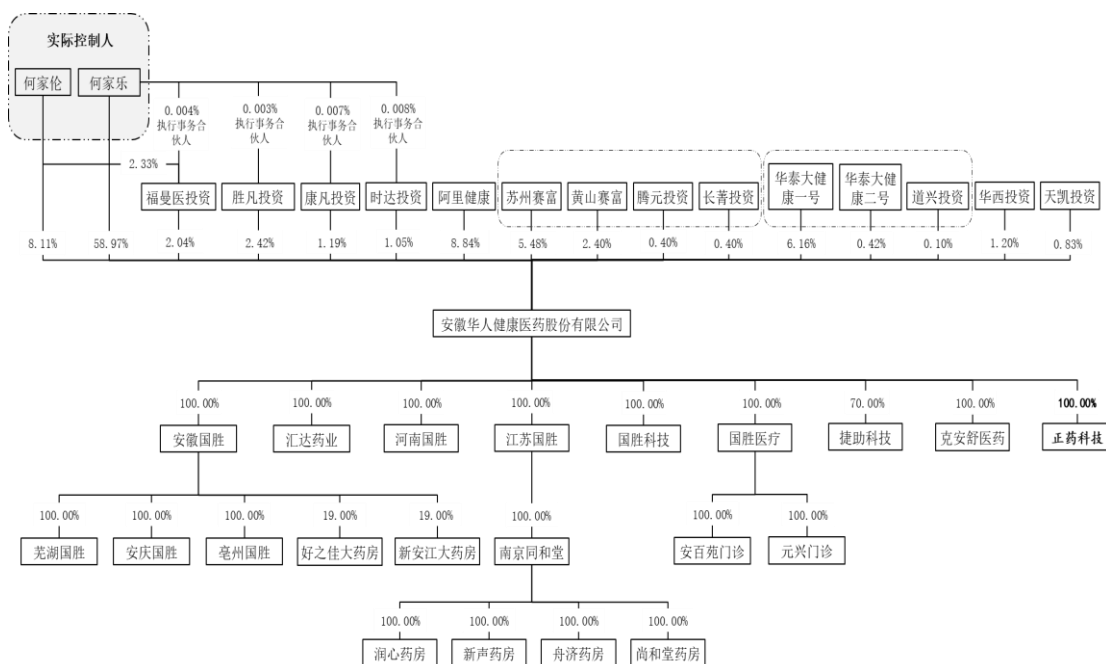 实际控制人
何家伦
何家乐
0.004%
执行事务合
伙人
0.003%
执行事务合
伙人
0.007%
执行事务合
伙人
0.008%
执行事务合
伙人
2.33%
福曼医投资
胜凡投资
康凡投资
时达投资
阿里健康
苏州赛富
黄山赛富
腾元投资
长菁投资
华泰大健
康一号
华泰大健
康二号
道兴投资
华西投资
天凯投资
8.11%
58.97%
2.04%
2.42%
1.19%
1.05%
8.84%
5.48%
2.40%
0.40%
0.40%
6.16%
0.42%
0.10%
1.20%
0.83%
安徽华人健康医药股份有限公司
100.00%
100.00%
100.00%
100.00%
100.00%
100.00%
70.00%
100.00%
100.00%
安徽国胜
汇达药业
河南国胜
江苏国胜
国胜科技
国胜医疗
捷助科技
克安舒医药
正药科技
100.00%
100.00%
100.00%
19.00%
19.00%
100.00%
100.00%
100.00%
芜湖国胜
安庆国胜
亳州国胜
好之佳大药房
新安江大药房
南京同和堂
安百苑门诊
元兴门诊
100.00%
100.00%
100.00%
100.00%
润心药房
新声药房
舟济药房
尚和堂药房